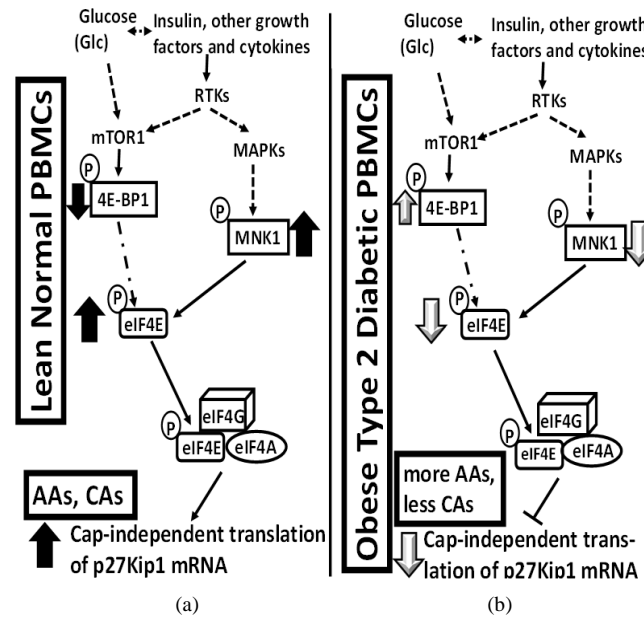 Lean Normal PBMCs
Glucose
(Glc)
Insulin, other growth
factors and cytokines
RTKs
mTOR1
MAPKs
P
4E-BP1
P
MNK1
P
eIF4E
eIF4G
P
eIF4E
eIF4A
AAs, CAs
Cap-independent translation
of p27Kip1 mRNA
(a)
Obese Type 2 Diabetic PBMCs
Glucose
(Glc)
Insulin, other growth
factors and cytokines
RTKs
mTOR1
MAPKs
P
4E-BP1
P
MNK1
P
eIF4E
eIF4G
P
eIF4E
eIF4A
more AAs,
less CAs
Cap-independent trans-
lation of p27Kip1 mRNA
(b)